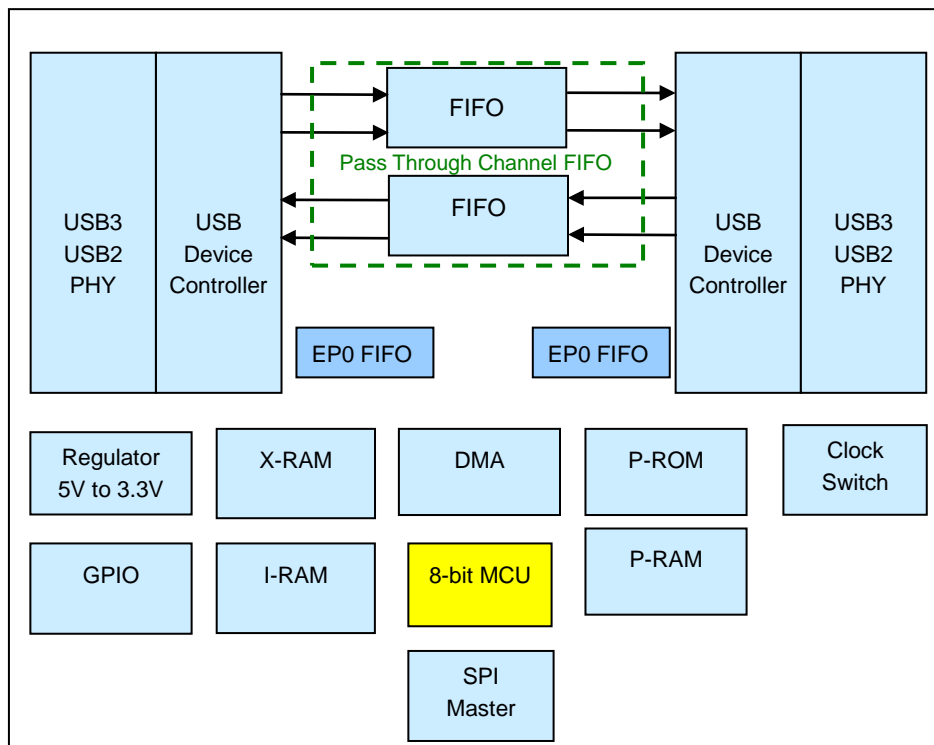 FIFO
Pass Through Channel FIFO
FIFO
USB3
USB2
PHY
USB
Device
Controller
USB
Device
Controller
USB3
USB2
PHY
EP0 FIFO
EP0 FIFO
Regulator
5V to 3.3V
X-RAM
DMA
P-ROM
Clock
Switch
GPIO
I-RAM
8-bit MCU
P-RAM
SPI
Master